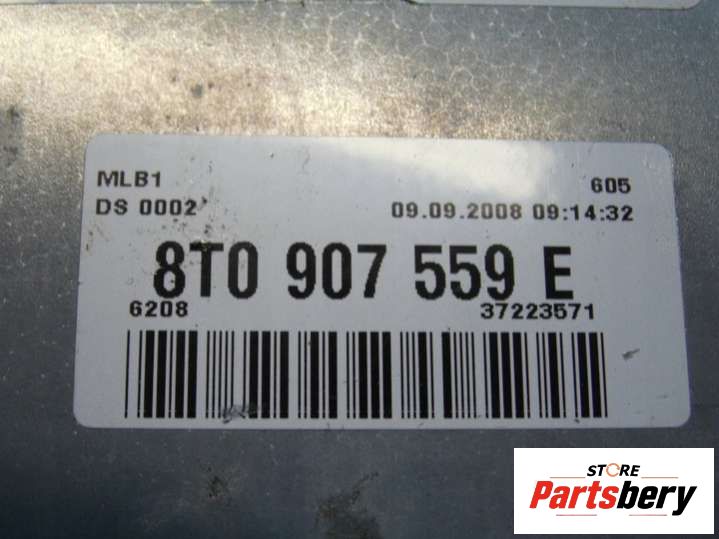 MLB1 605
DS 0002 09.09.2008 09:14:32
8T0 907 559 E
6208 37223571
STORE
Partsbery